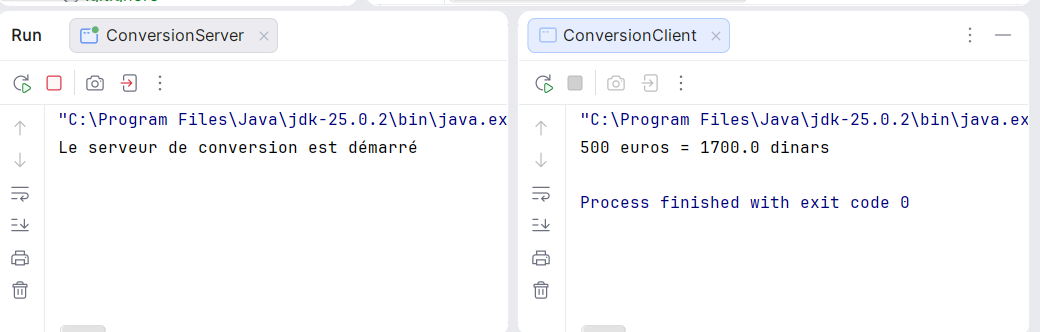 Run ConversionServer
"C:\Program Files\Java\jdk-25.0.2\bin\java.ex
Le serveur de conversion est démarré
ConversionClient
"C:\Program Files\Java\jdk-25.0.2\bin\java.ex
500 euros = 1700.0 dinars
Process finished with exit code 0